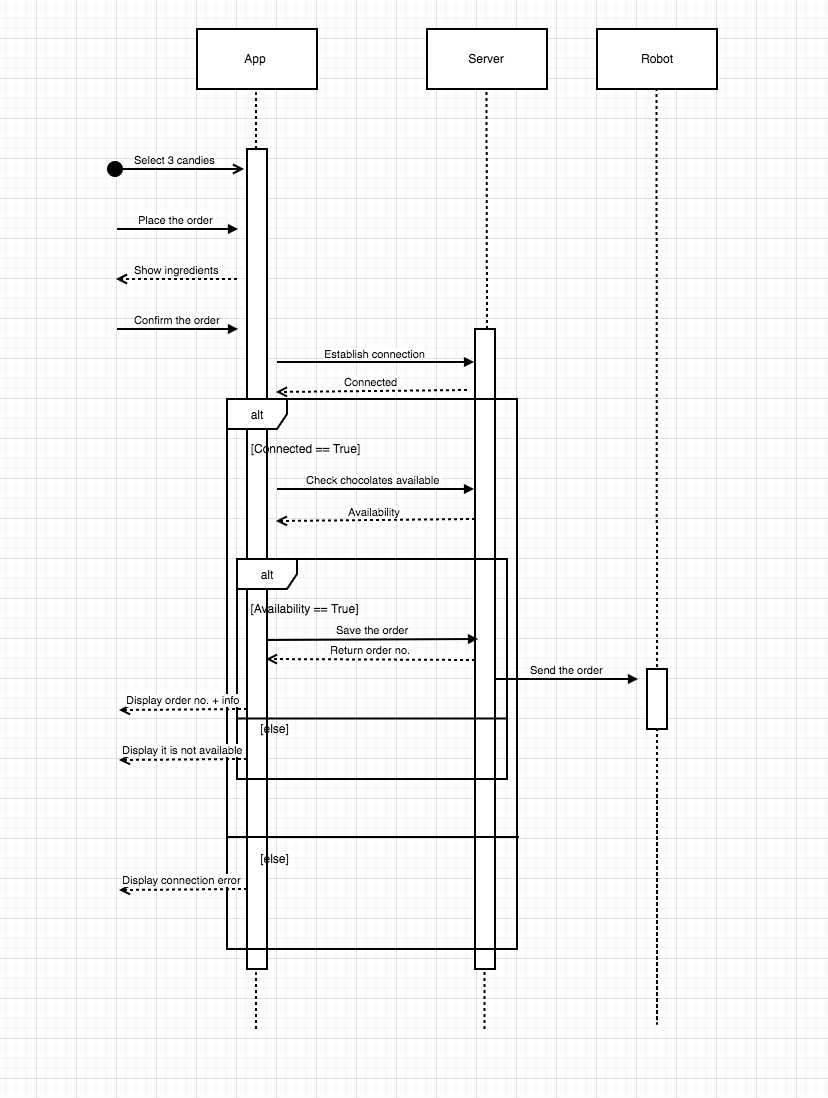 App
Server
Robot
Select 3 candies
Place the order
Show ingredients
Confirm the order
Establish connection
Connected
alt
[Connected == True]
Check chocolates available
Availability
alt
[Availability == True]
Save the order
Return order no.
Send the order
Display order no. + info
[else]
Display it is not available
[else]
Display connection error